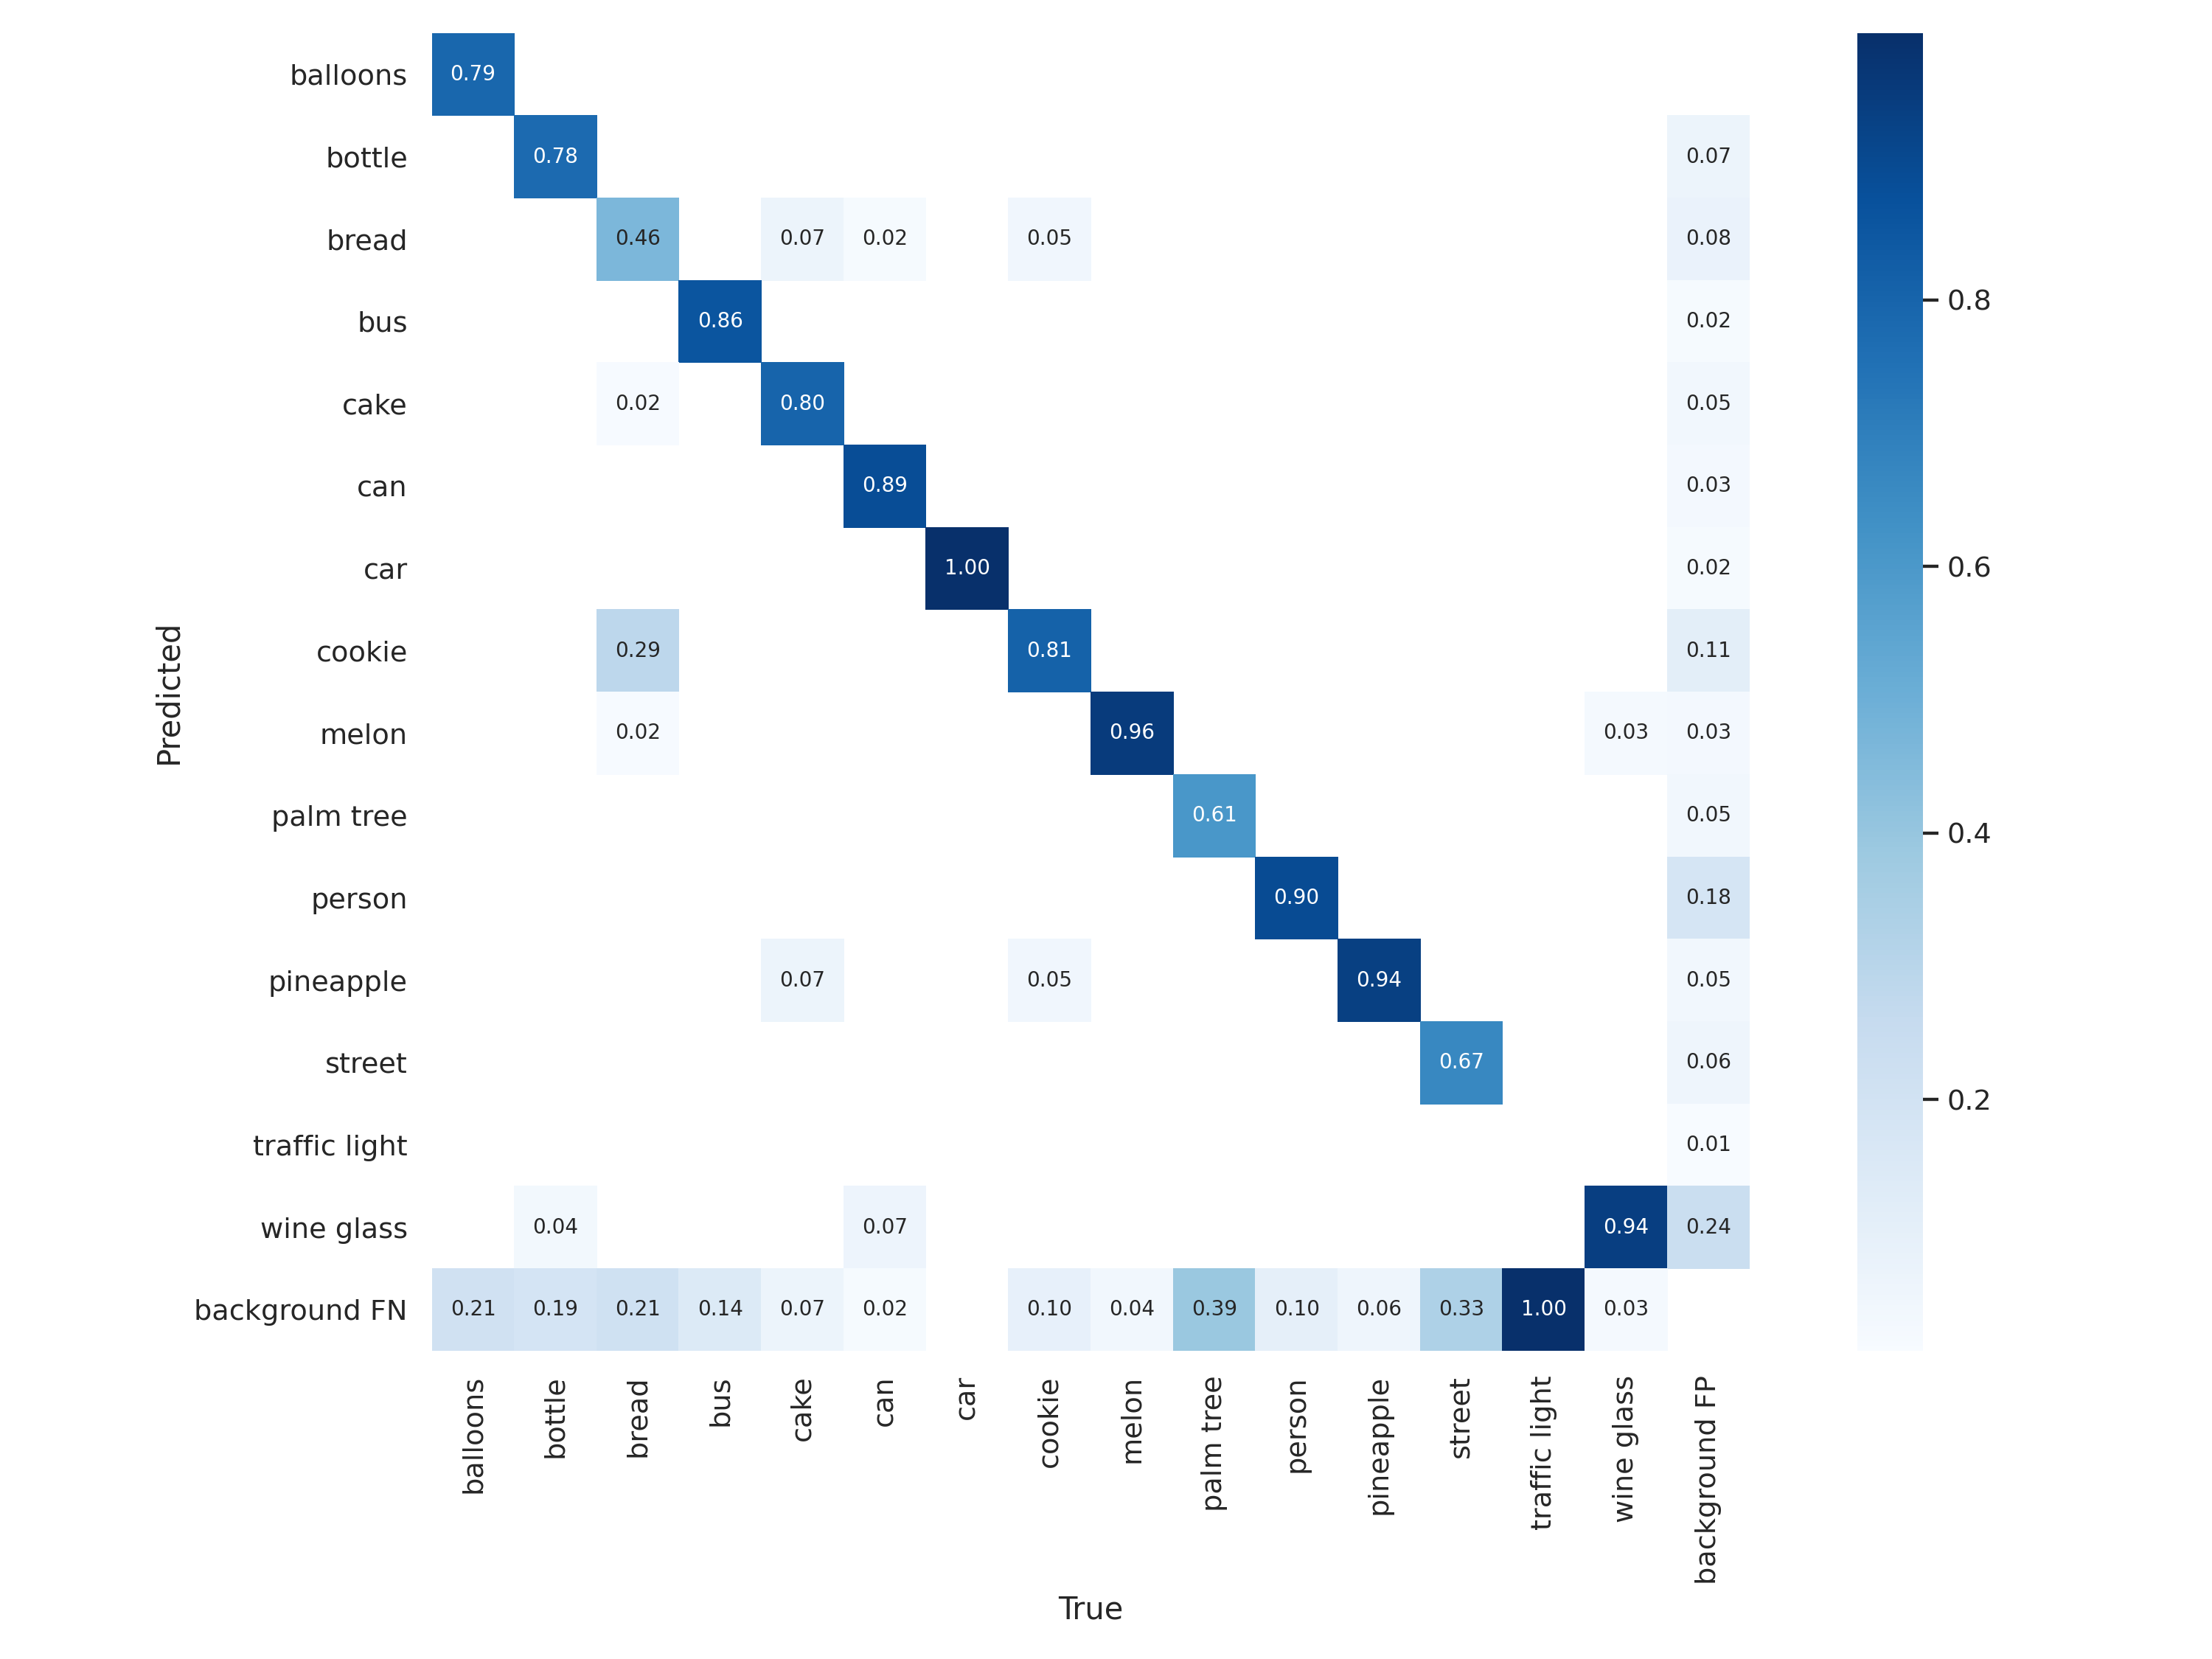 balloons 0.79
bottle 0.78 0.07
bread 0.46 0.07 0.02 0.05 0.08
bus 0.86 0.02
cake 0.02 0.80 0.05
can 0.89 0.03
car 1.00 0.02
cookie 0.29 0.81 0.11
melon 0.02 0.96 0.03 0.03
palm tree 0.61 0.05
person 0.90 0.18
pineapple 0.07 0.05 0.94 0.05
street 0.67 0.06
traffic light 0.01
wine glass 0.04 0.07 0.94 0.24
background FN 0.21 0.19 0.21 0.14 0.07 0.02 0.10 0.04 0.39 0.10 0.06 0.33 1.00 0.03
Predicted
balloons
bottle
bread
bus
cake
can
car
cookie
melon
palm tree
person
pineapple
street
traffic light
wine glass
background FP
True
0.8
0.6
0.4
0.2